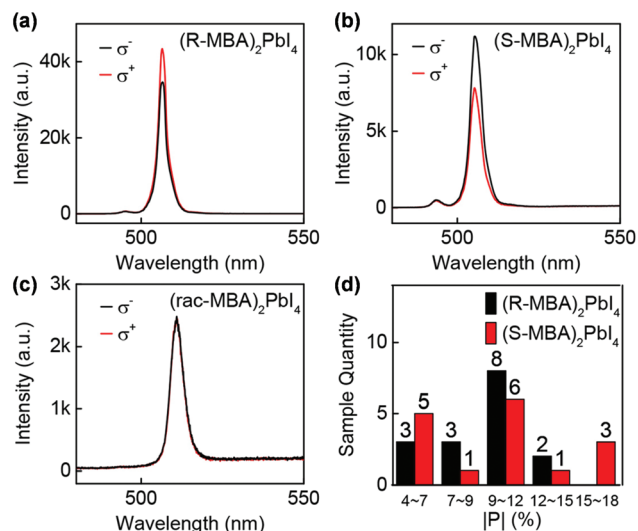 (a)
(R-MBA)₂PbI₄
σ⁻
σ⁺
Intensity (a.u.)
40k
20k
0
500
550
Wavelength (nm)
(b)
(S-MBA)₂PbI₄
σ⁻
σ⁺
Intensity (a.u.)
10k
5k
0
500
550
Wavelength (nm)
(c)
(rac-MBA)₂PbI₄
σ⁻
σ⁺
Intensity (a.u.)
3k
2k
1k
0
500
550
Wavelength (nm)
(d)
(R-MBA)₂PbI₄
(S-MBA)₂PbI₄
Sample Quantity
10
5
0
3 5 3 1 8 6 2 1 3
4~7 7~9 9~12 12~15 15~18
|P| (%)